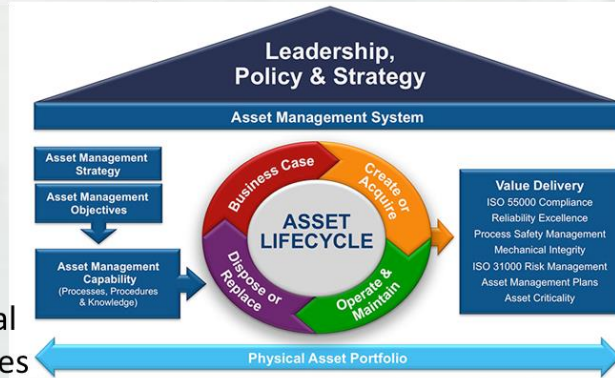 Leadership,
Policy & Strategy
Asset Management System
Asset Management
Strategy
Asset Management
Objectives
Asset Management
Capability
(Processes, Procedures
& Knowledge)
Business Case
Create or
Acquire
Operate &
Maintain
Dispose or
Replace
ASSET
LIFECYCLE
Value Delivery
ISO 55000 Compliance
Reliability Excellence
Process Safety Management
Mechanical Integrity
ISO 31000 Risk Management
Asset Management Plans
Asset Criticality
al
es
Physical Asset Portfolio